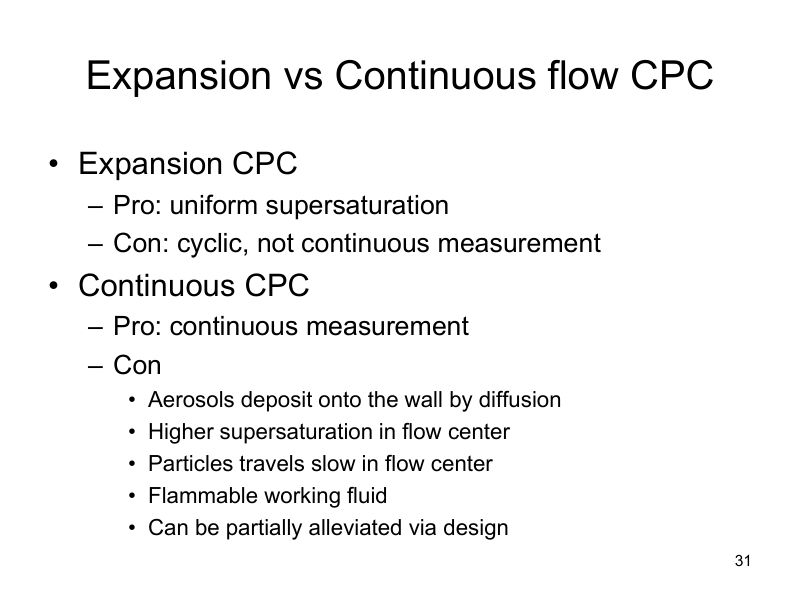 Expansion vs Continuous flow CPC
• Expansion CPC
– Pro: uniform supersaturation
– Con: cyclic, not continuous measurement
• Continuous CPC
– Pro: continuous measurement
– Con
• Aerosols deposit onto the wall by diffusion
• Higher supersaturation in flow center
• Particles travels slow in flow center
• Flammable working fluid
• Can be partially alleviated via design
31